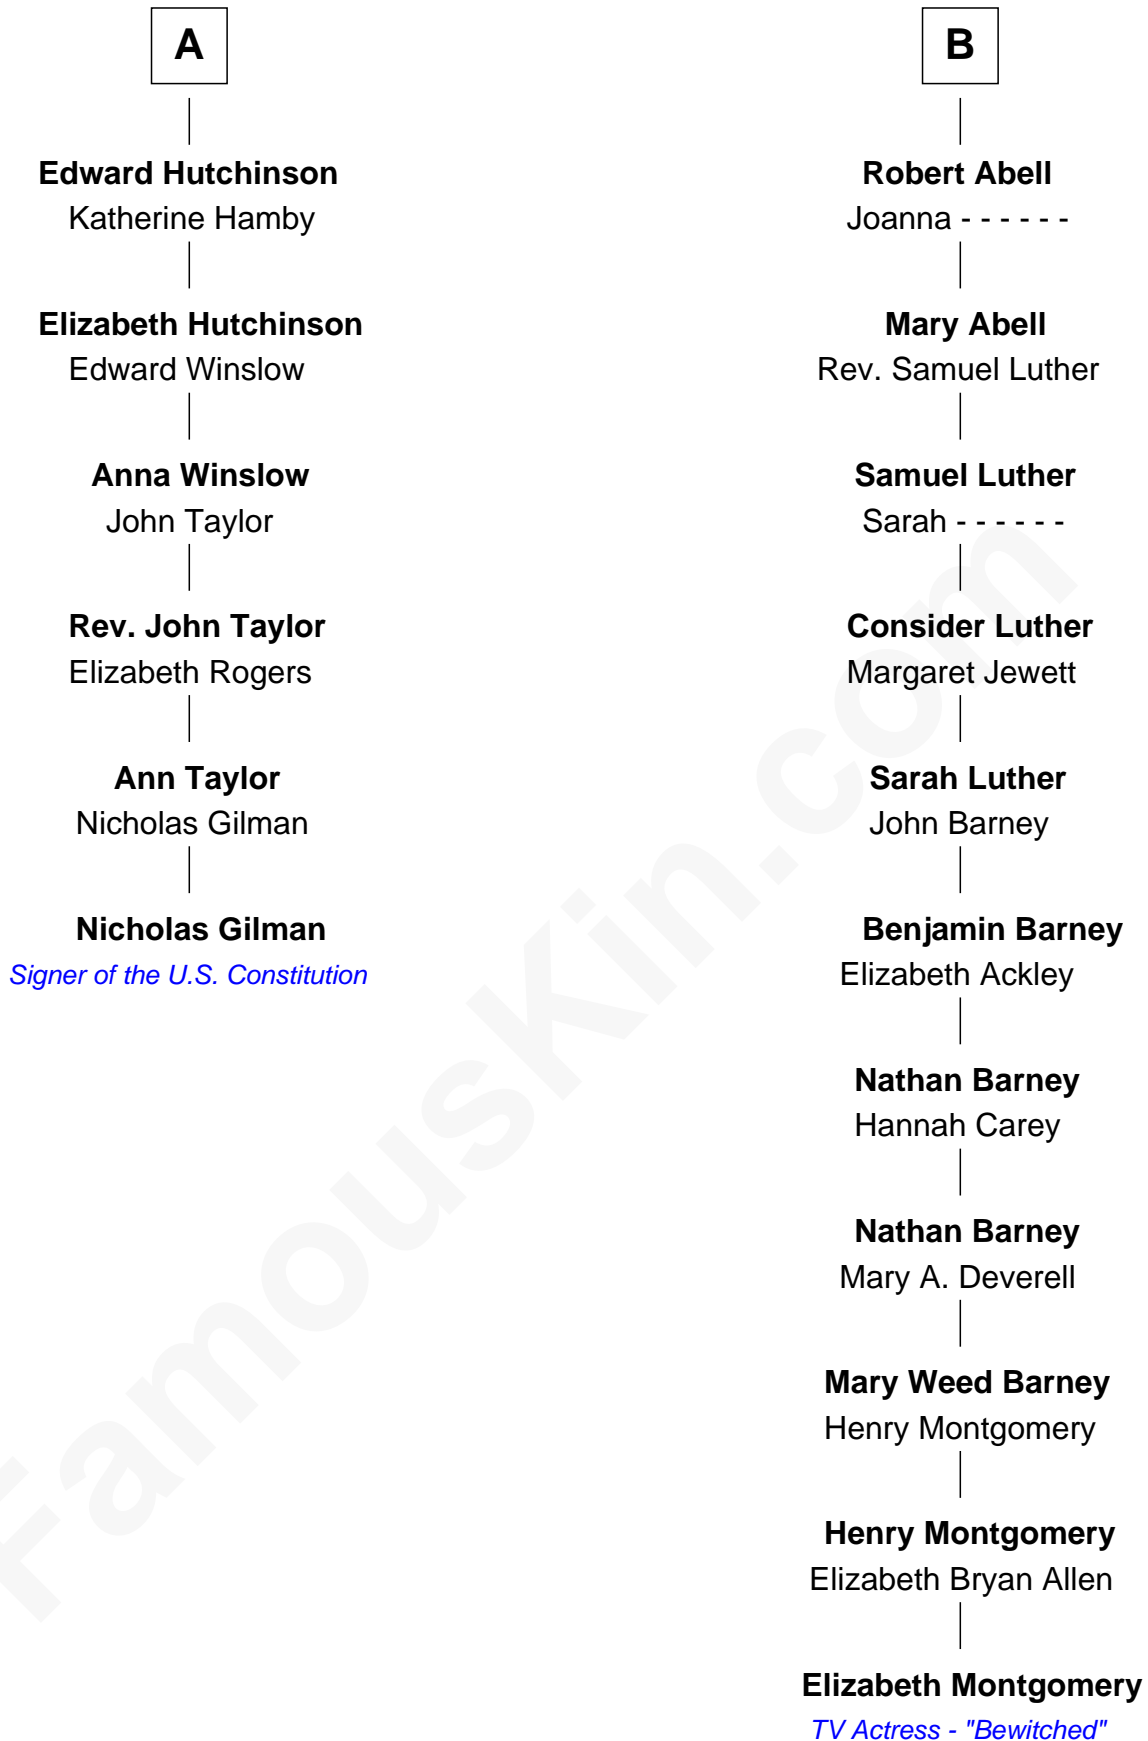 A
Edward Hutchinson
Katherine Hamby
Elizabeth Hutchinson
Edward Winslow
Anna Winslow
John Taylor
Rev. John Taylor
Elizabeth Rogers
Ann Taylor
Nicholas Gilman
Nicholas Gilman
Signer of the U.S. Constitution
B
Robert Abell
Joanna - - - - - -
Mary Abell
Rev. Samuel Luther
Samuel Luther
Sarah - - - - - -
Consider Luther
Margaret Jewett
Sarah Luther
John Barney
Benjamin Barney
Elizabeth Ackley
Nathan Barney
Hannah Carey
Nathan Barney
Mary A. Deverell
Mary Weed Barney
Henry Montgomery
Henry Montgomery
Elizabeth Bryan Allen
Elizabeth Montgomery
TV Actress - "Bewitched"
FamousKin.com